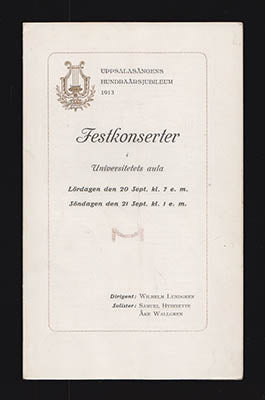 UPPSALASÅNGENS
HUNDRAÅRSJUBILEUM
1913
Festkonserter
i
Universitetets aula
Lördagen den 20 Sept. kl. 7 e. m.
Söndagen den 21 Sept. kl. 1 e. m.
Dirigent: WILHELM LUNDGREN
Solister: SAMUEL HYBBINETTE
ÅKE WALLGREN